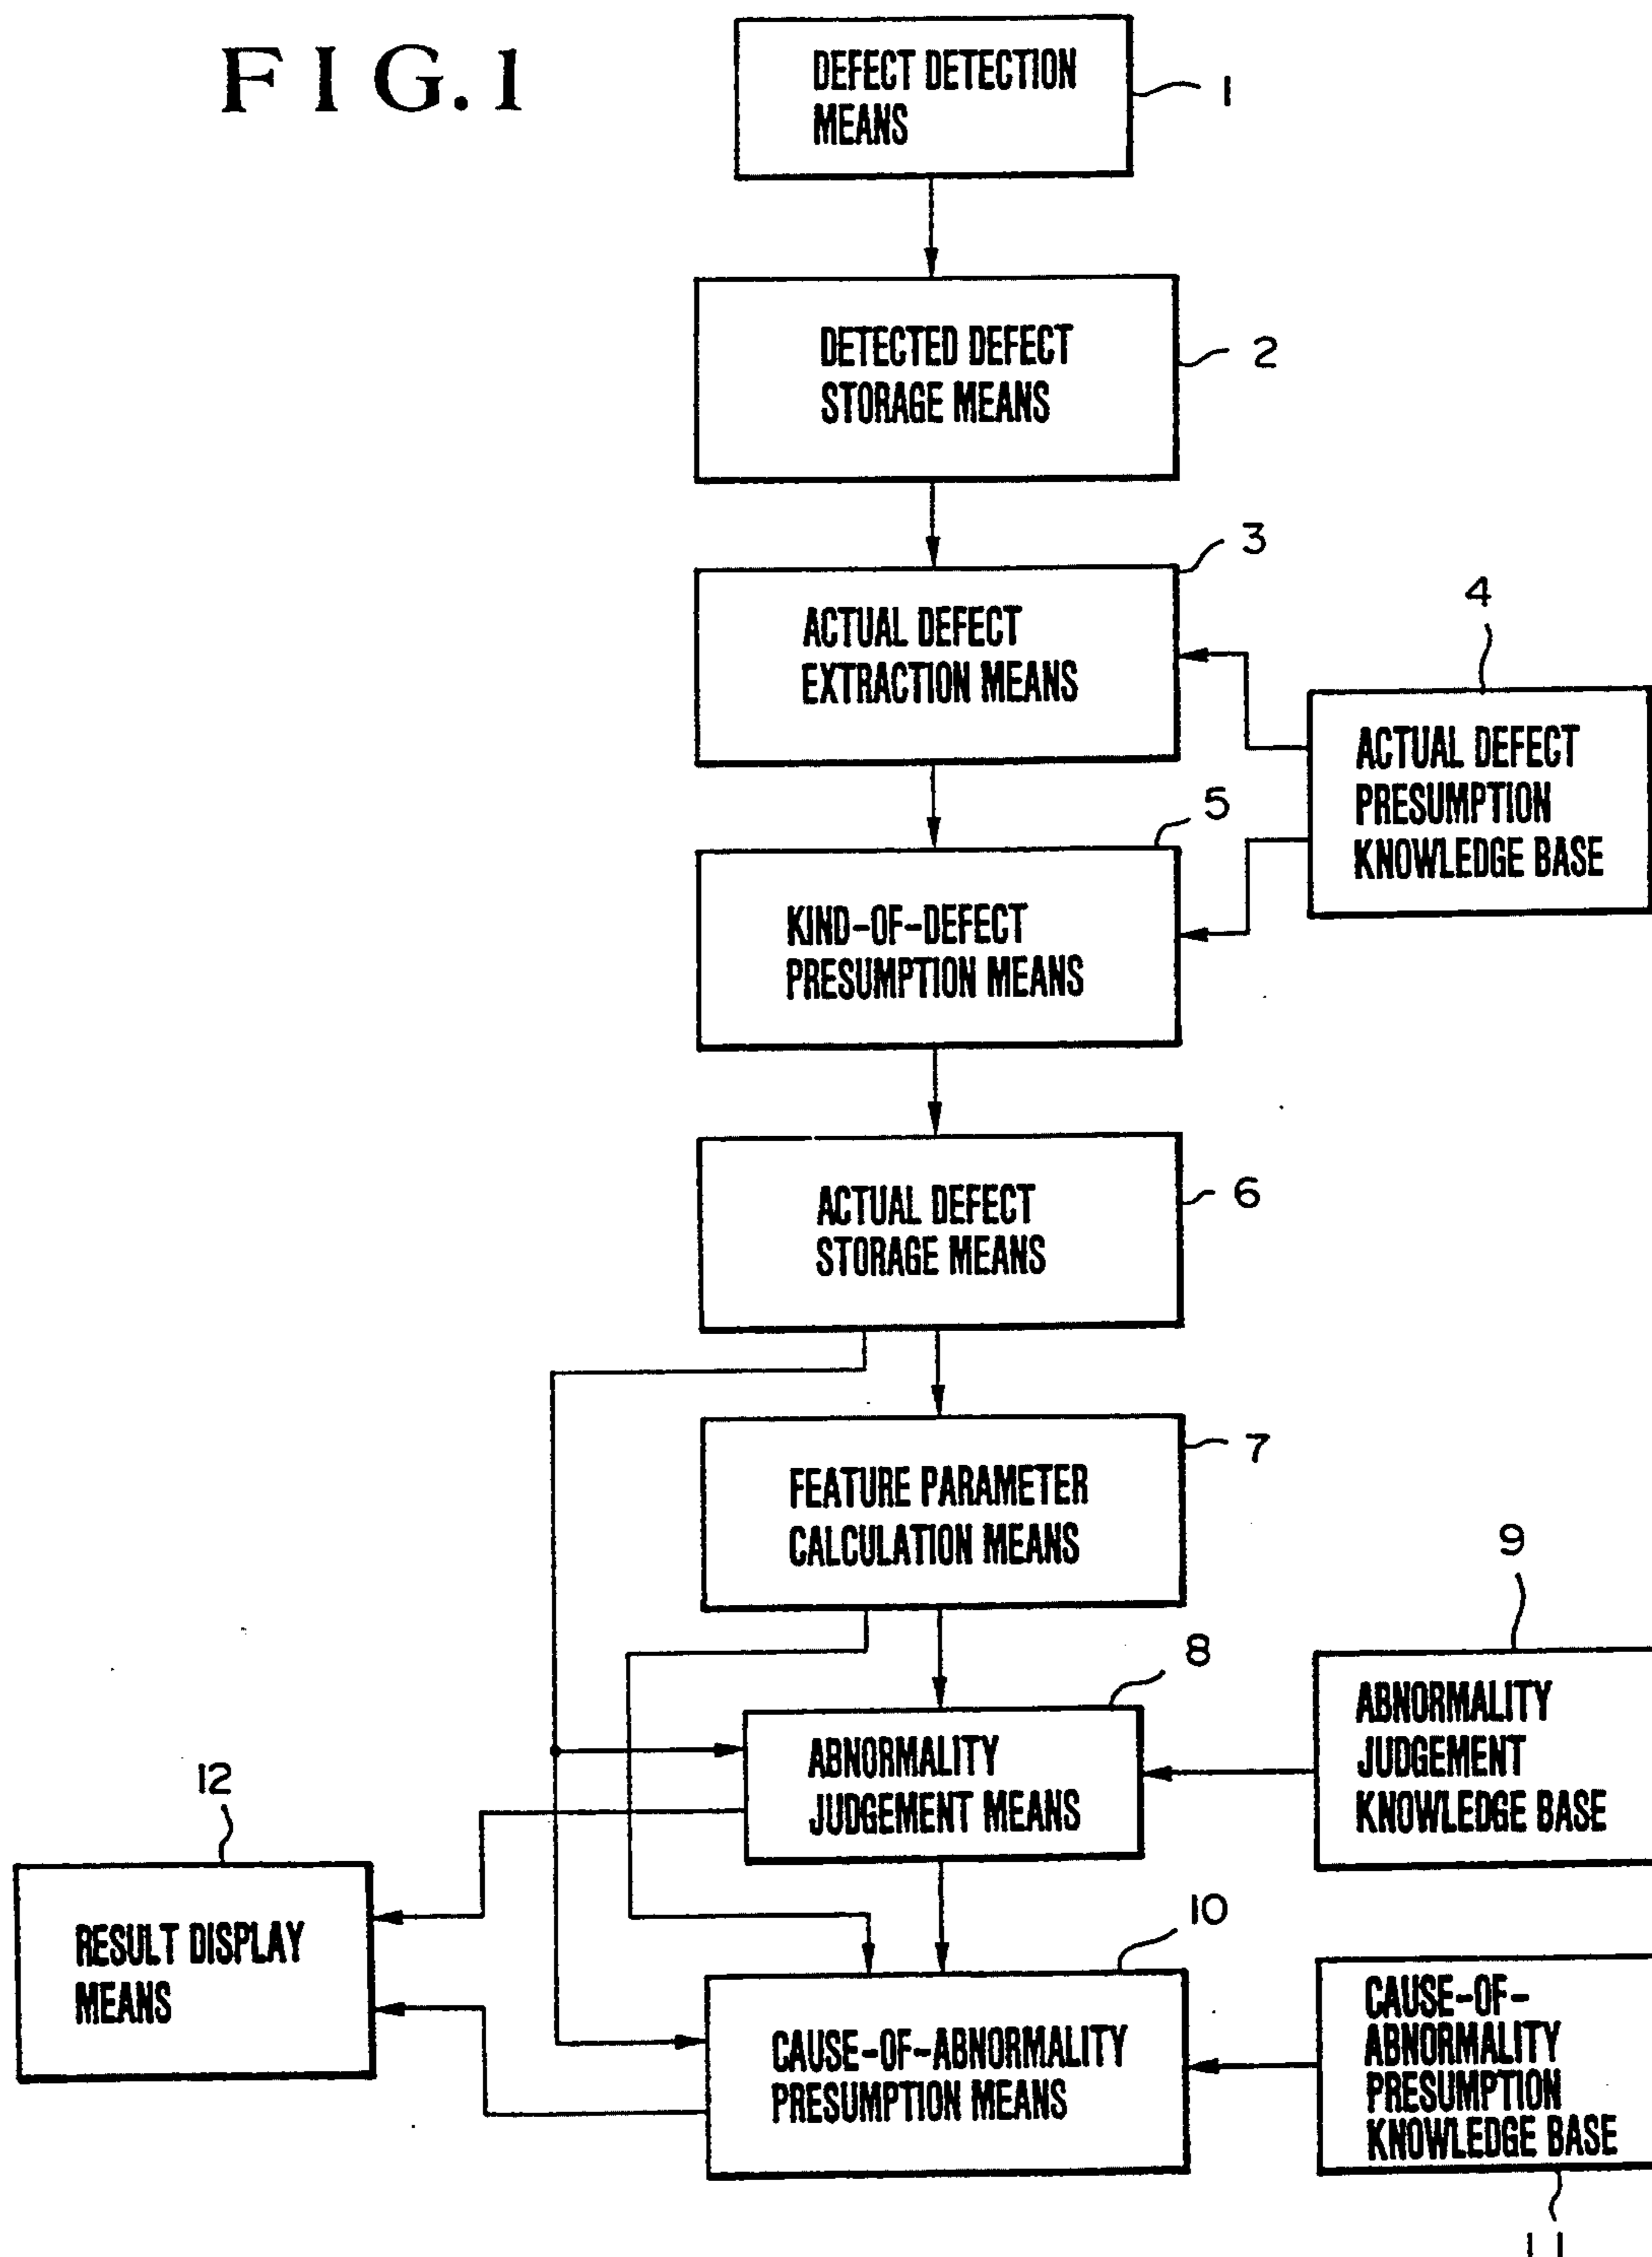 FIG.1
DEFECT DETECTION
MEANS
1
DETECTED DEFECT
STORAGE MEANS
2
3
ACTUAL DEFECT
EXTRACTION MEANS
4
ACTUAL DEFECT
PRESUMPTION
KNOWLEDGE BASE
5
KIND-OF-DEFECT
PRESUMPTION MEANS
ACTUAL DEFECT
STORAGE MEANS
6
7
FEATURE PARAMETER
CALCULATION MEANS
9
8
ABNORMALITY
JUDGEMENT
KNOWLEDGE BASE
ABNORMALITY
JUDGEMENT MEANS
12
10
RESULT DISPLAY
MEANS
CAUSE-OF-ABNORMALITY
PRESUMPTION MEANS
CAUSE-OF-
ABNORMALITY
PRESUMPTION
KNOWLEDGE BASE
11